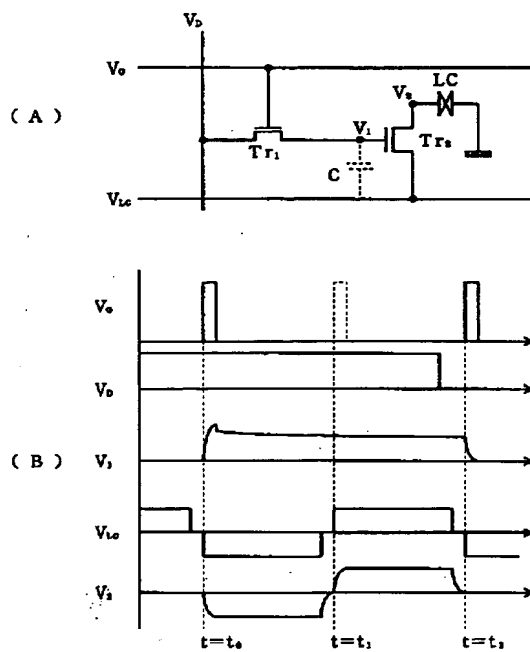 V_D
V_G
LC
( A )
V_2
V_1
Tr_1
Tr_2
C
V_LC
V_G
V_D
( B )
V_1
V_LC
V_2
t=t_0
t=t_1
t=t_2